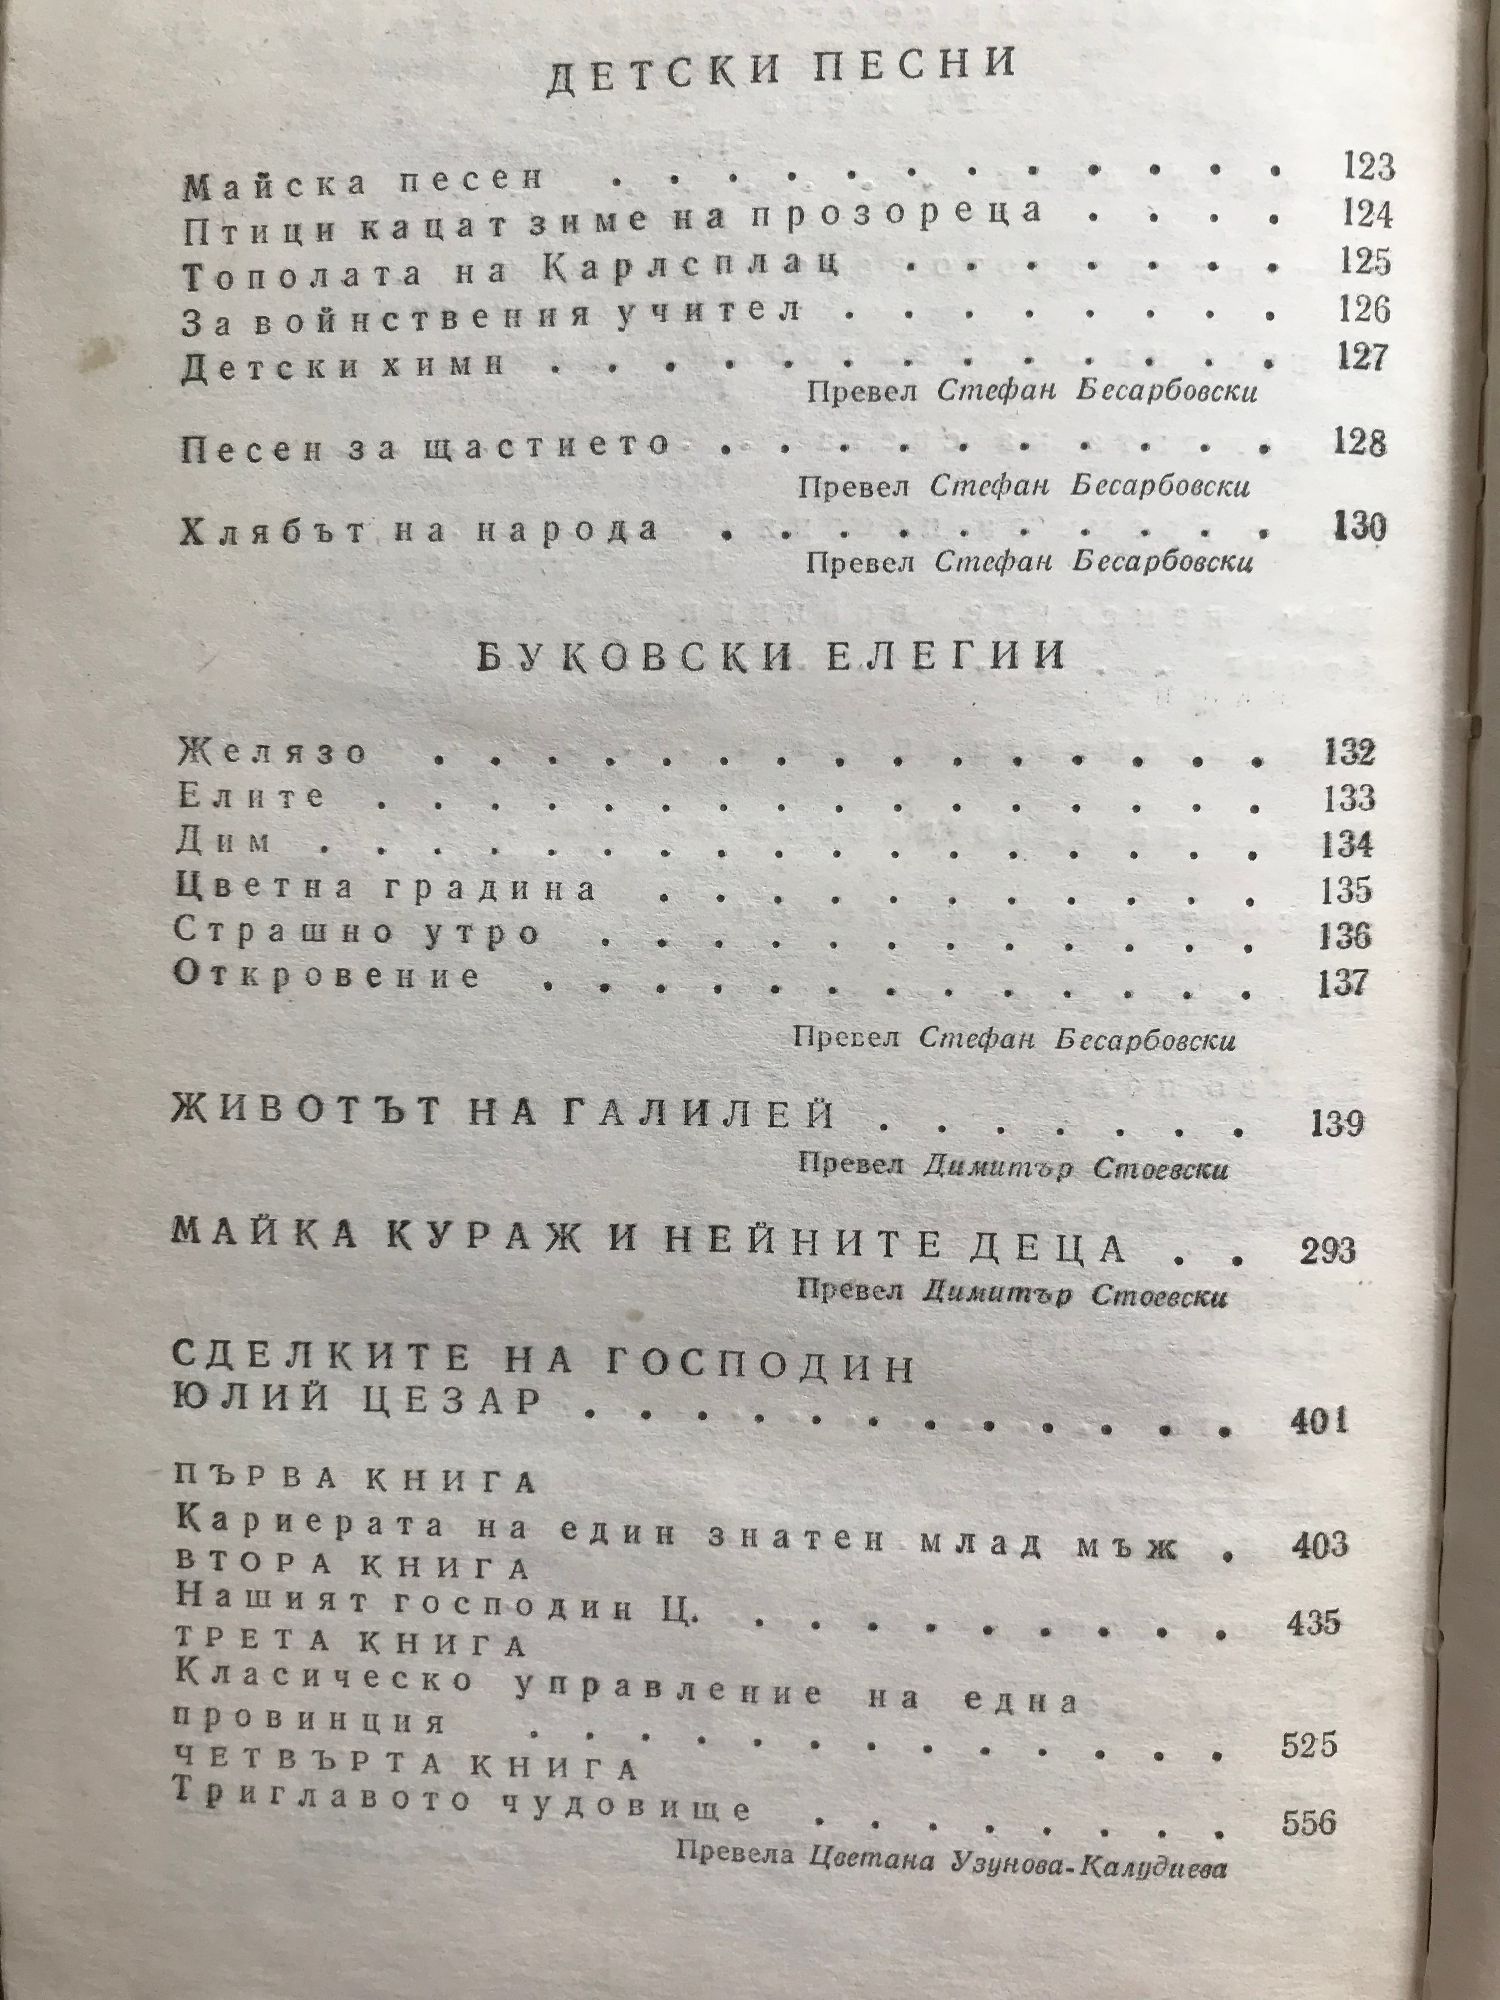 ДЕТСКИ ПЕСНИ
Майска песен . . . . . . . . . . . . 123
Птици кацат зиме на прозореца . . . . 124
Тополата на Карлсплац . . . . . . . 125
За войнствения учител . . . . . . . . 126
Детски химн . . . . . . . . . . . . . 127
Превел Стефан Бесарбовски
Песен за щастието . . . . . . . . . . 128
Превел Стефан Бесарбовски
Хлябът на народа . . . . . . . . . . 130
Превел Стефан Бесарбовски
БУКОВСКИ ЕЛЕГИИ
Желязо . . . . . . . . . . . . . . . 132
Елите . . . . . . . . . . . . . . . . 133
Дим . . . . . . . . . . . . . . . . . 134
Цветна градина . . . . . . . . . . . 135
Страшно утро . . . . . . . . . . . . 136
Откровение . . . . . . . . . . . . . 137
Превел Стефан Бесарбовски
ЖИВОТЪТ НА ГАЛИЛЕЙ . . . . . . . 139
Превел Димитър Стоевски
МАЙКА КУРАЖ И НЕЙНИТЕ ДЕЦА . . 293
Превел Димитър Стоевски
СДЕЛКИТЕ НА ГОСПОДИН
ЮЛИЙ ЦЕЗАР . . . . . . . . . . . . 401
ПЪРВА КНИГА
Кариерата на един знатен млад мъж . 403
ВТОРА КНИГА
Нашият господин Ц. . . . . . . . . . 435
ТРЕТА КНИГА
Класическо управление на една
провинция . . . . . . . . . . . . . 525
ЧЕТВЪРТА КНИГА
Триглавото чудовище . . . . . . . . 556
Превела Цветана Узунова-Калудиева